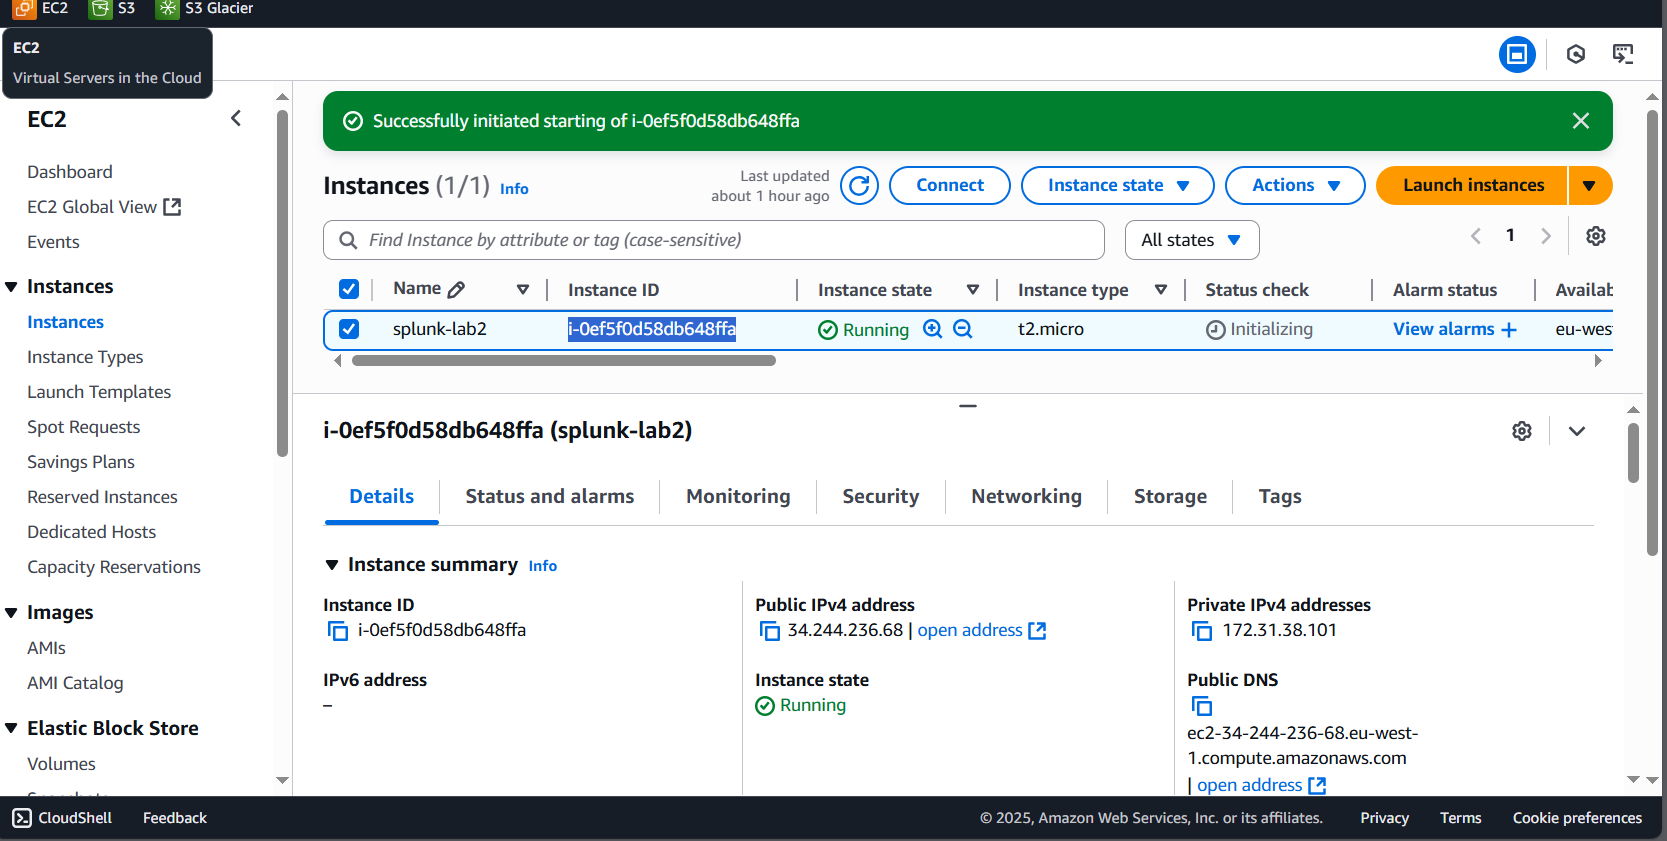 EC2
S3
S3 Glacier
EC2
Virtual Servers in the Cloud
EC2
Dashboard
EC2 Global View
Events
Instances
Instances
Instance Types
Launch Templates
Spot Requests
Savings Plans
Reserved Instances
Dedicated Hosts
Capacity Reservations
Images
AMIs
AMI Catalog
Elastic Block Store
Volumes
Successfully initiated starting of i-0ef5f0d58db648ffa
Instances (1/1) Info
Last updated
about 1 hour ago
Connect
Instance state
Actions
Launch instances
Find Instance by attribute or tag (case-sensitive)
All states
1
Name
Instance ID
Instance state
Instance type
Status check
Alarm status
Availab
splunk-lab2
i-0ef5f0d58db648ffa
Running
t2.micro
Initializing
View alarms +
eu-wes
i-0ef5f0d58db648ffa (splunk-lab2)
Details
Status and alarms
Monitoring
Security
Networking
Storage
Tags
Instance summary Info
Instance ID
i-0ef5f0d58db648ffa
Public IPv4 address
34.244.236.68 | open address
Private IPv4 addresses
172.31.38.101
IPv6 address
–
Instance state
Running
Public DNS
ec2-34-244-236-68.eu-west-
1.compute.amazonaws.com
| open address
CloudShell
Feedback
© 2025, Amazon Web Services, Inc. or its affiliates.
Privacy
Terms
Cookie preferences